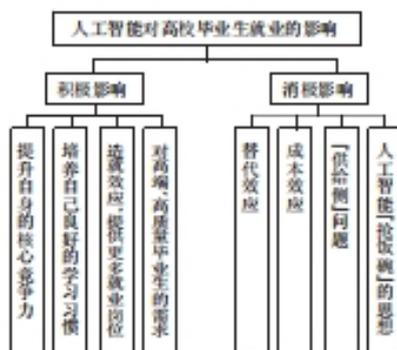 人工智能对高校毕业生就业的影响
积极影响
消极影响
提升自身的核心竞争力
培养自己良好的学习习惯
造就效应,提供更多就业岗位
对高端、高质量毕业生的需求
替代效应
成本效应
“供给侧”问题
人工智能“抢饭碗”的思想